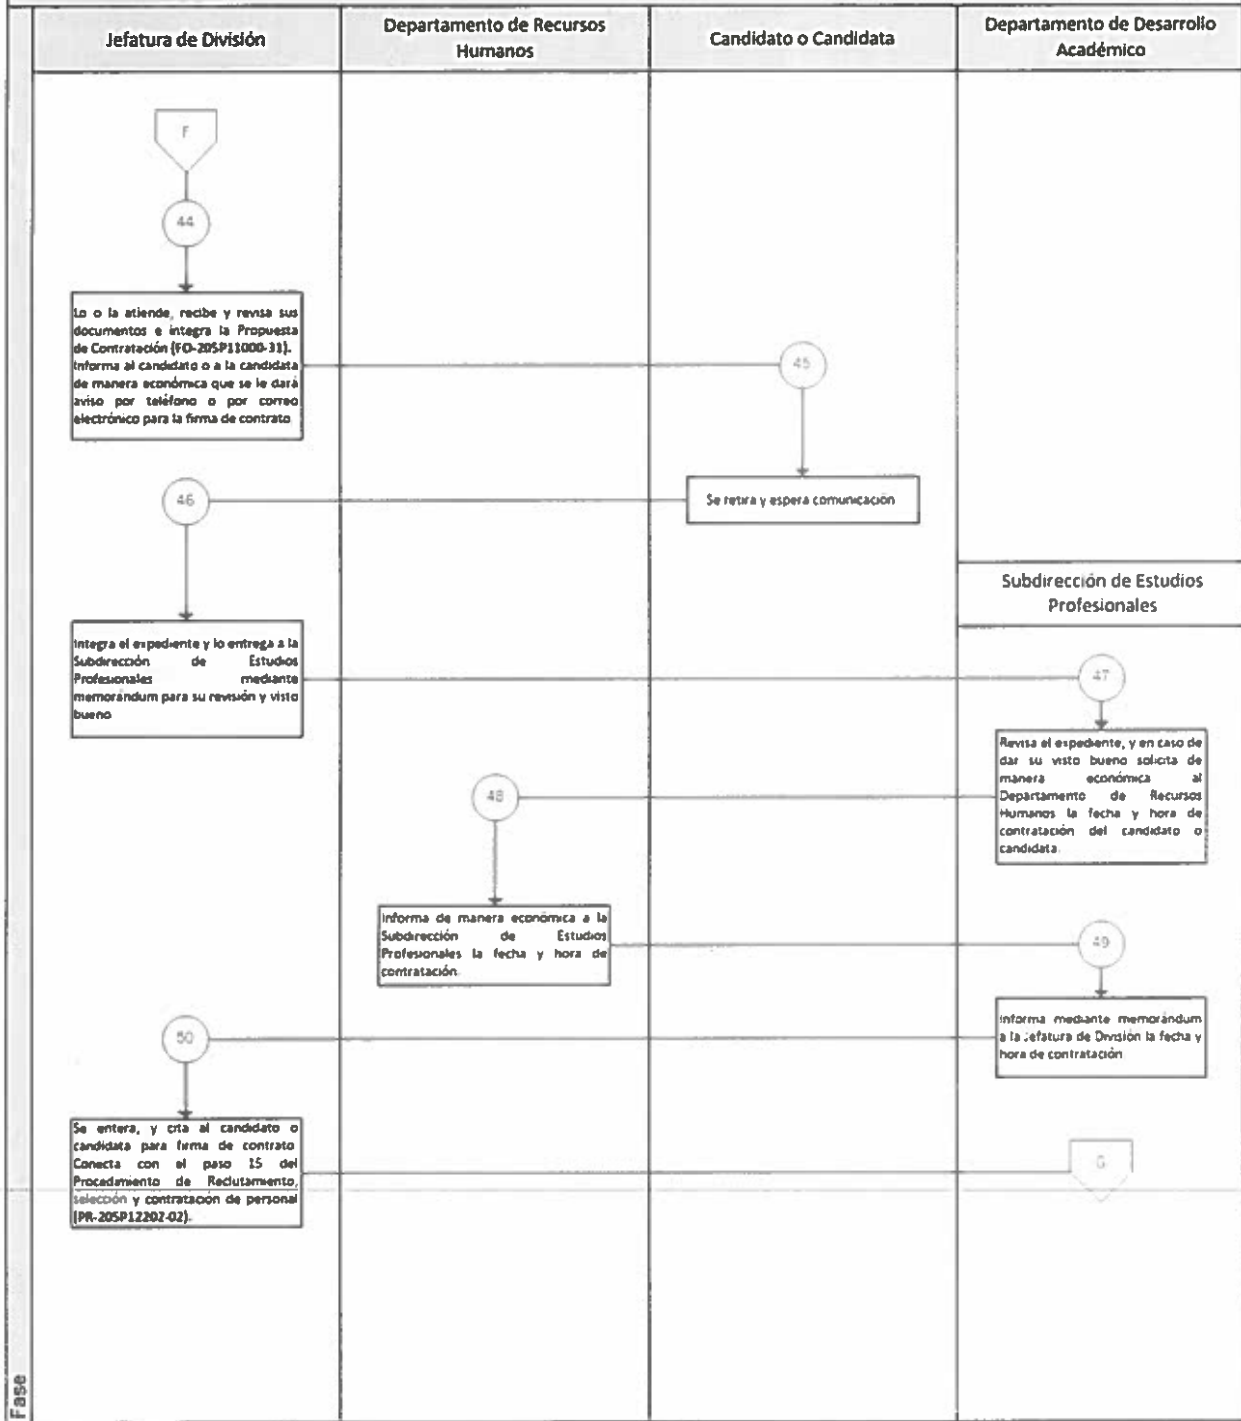 Jefatura de División
Departamento de Recursos
Humanos
Candidato o Candidata
Departamento de Desarrollo
Académico
F
44
Lo o la atiende, recibe y revisa sus
documentos e integra la Propuesta
de Contratación (FO-205P11000-31).
Informa al candidato o a la candidata
de manera económica que se le dará
aviso por teléfono o por correo
electrónico para la firma de contrato
45
Se retira y espera comunicación
46
Subdirección de Estudios
Profesionales
Integra el expediente y lo entrega a la
Subdirección de Estudios
Profesionales mediante
memorándum para su revisión y visto
bueno
47
Revisa el expediente, y en caso de
dar su visto bueno solicita de
manera económica al
Departamento de Recursos
Humanos la fecha y hora de
contratación del candidato o
candidata.
48
Informa de manera económica a la
Subdirección de Estudios
Profesionales la fecha y hora de
contratación.
49
Informa mediante memorándum
a la Jefatura de División la fecha y
hora de contratación
50
Se entera, y cita al candidato o
candidata para firma de contrato
Conecta con el paso 15 del
Procedimiento de Reclutamiento,
selección y contratación de personal
(PR-205P12202-02).
G
Fase